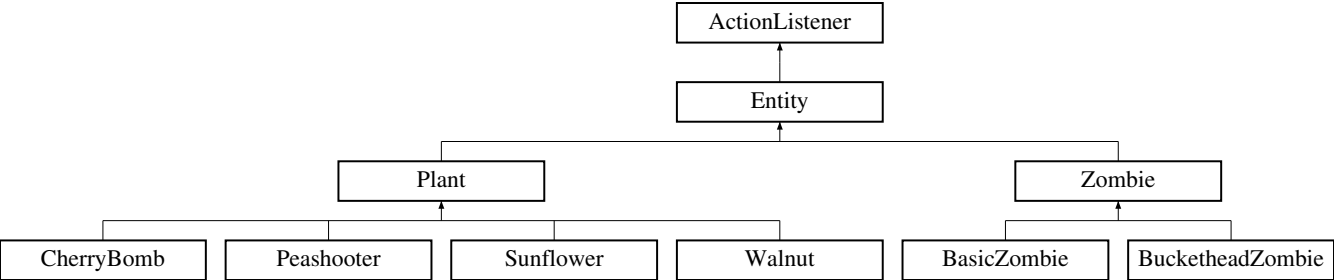 ActionListener
Entity
Plant
Zombie
CherryBomb
Peashooter
Sunflower
Walnut
BasicZombie
BucketheadZombie